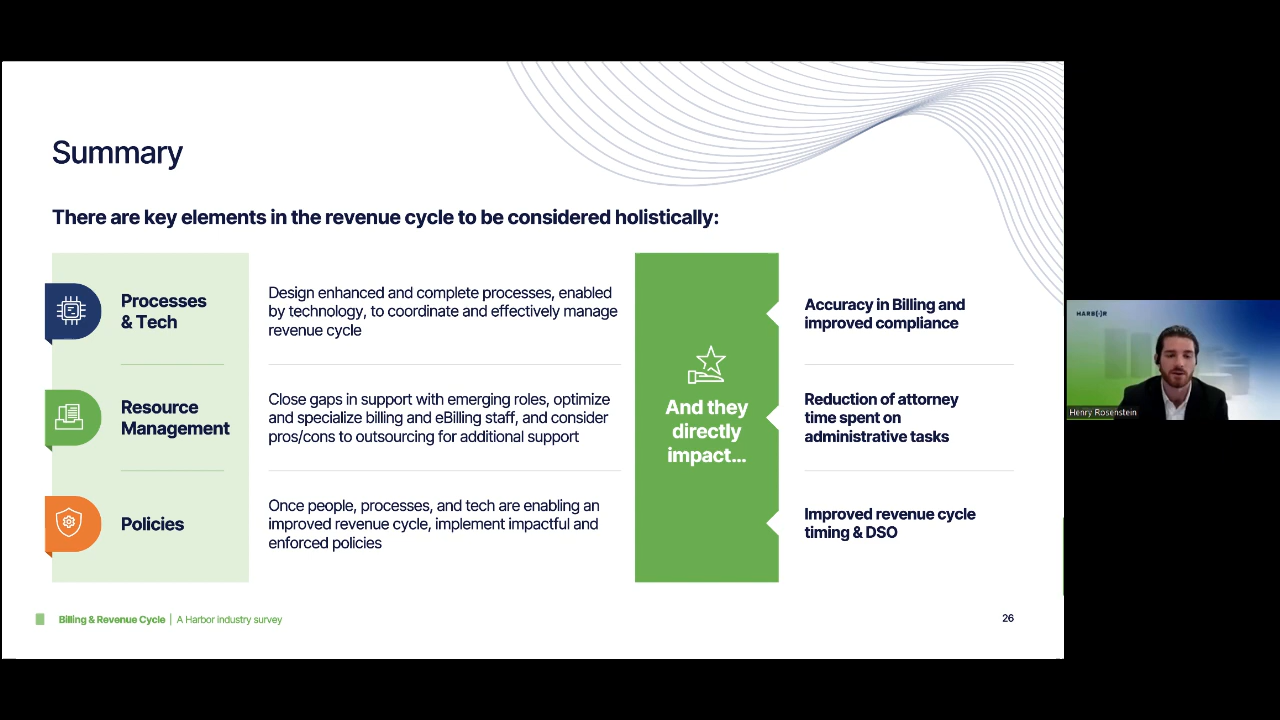 Summary
There are key elements in the revenue cycle to be considered holistically:
Processes
& Tech
Design enhanced and complete processes, enabled
by technology, to coordinate and effectively manage
revenue cycle
Resource
Management
Close gaps in support with emerging roles, optimize
and specialize billing and eBilling staff, and consider
pros/cons to outsourcing for additional support
Policies
Once people, processes, and tech are enabling an
improved revenue cycle, implement impactful and
enforced policies
And they
directly
impact...
Accuracy in Billing and
improved compliance
Reduction of attorney
time spent on
administrative tasks
Improved revenue cycle
timing & DSO
Billing & Revenue Cycle | A Harbor industry survey
26
HARBOR
Henry Rosenstein